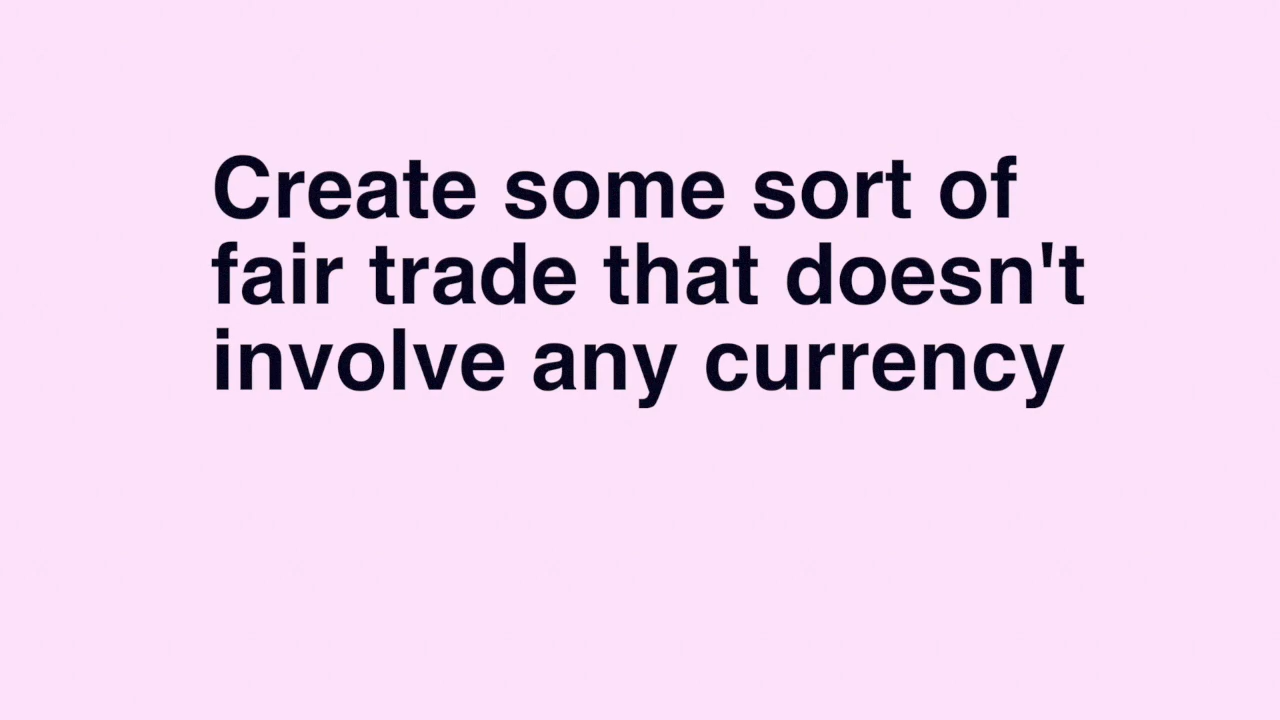 Create some sort of
fair trade that doesn't
involve any currency